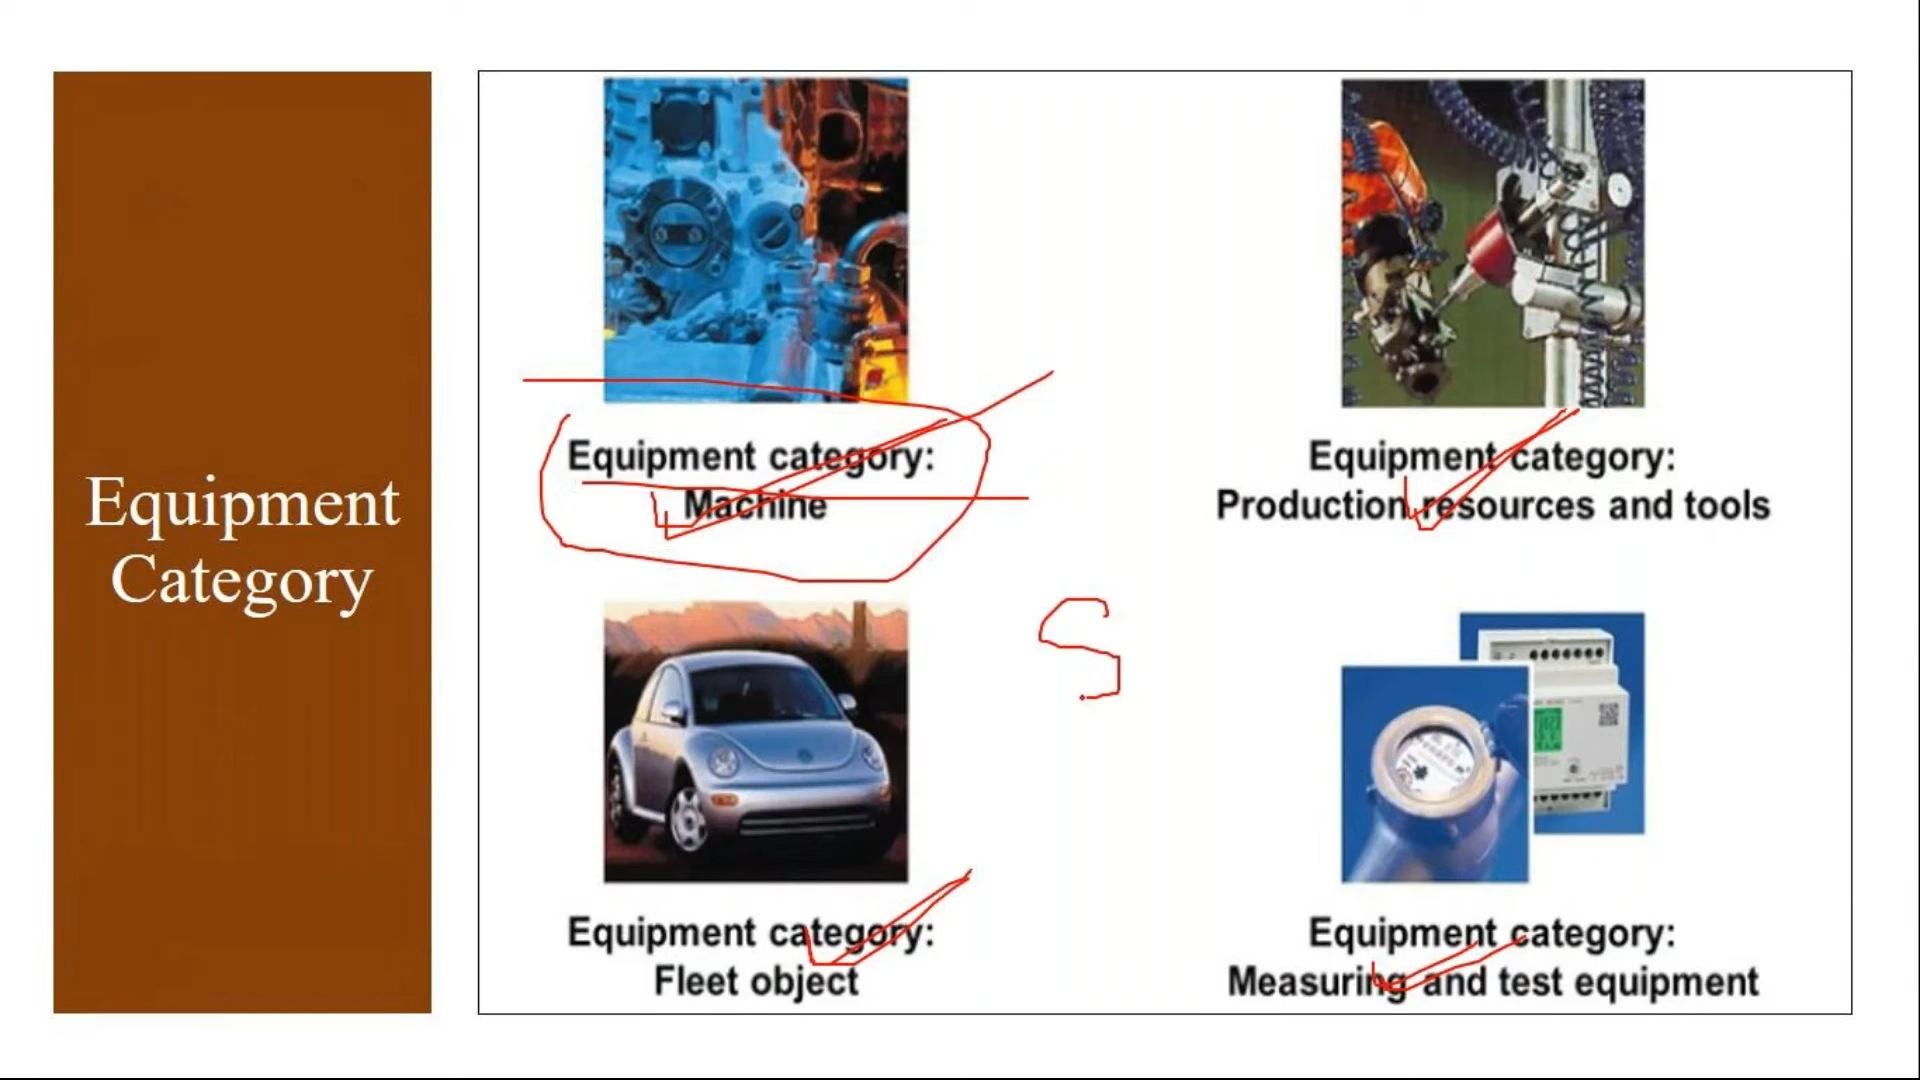 Equipment
Category
Equipment category:
Machine
Equipment category:
Production resources and tools
S
Equipment category:
Fleet object
Equipment category:
Measuring and test equipment